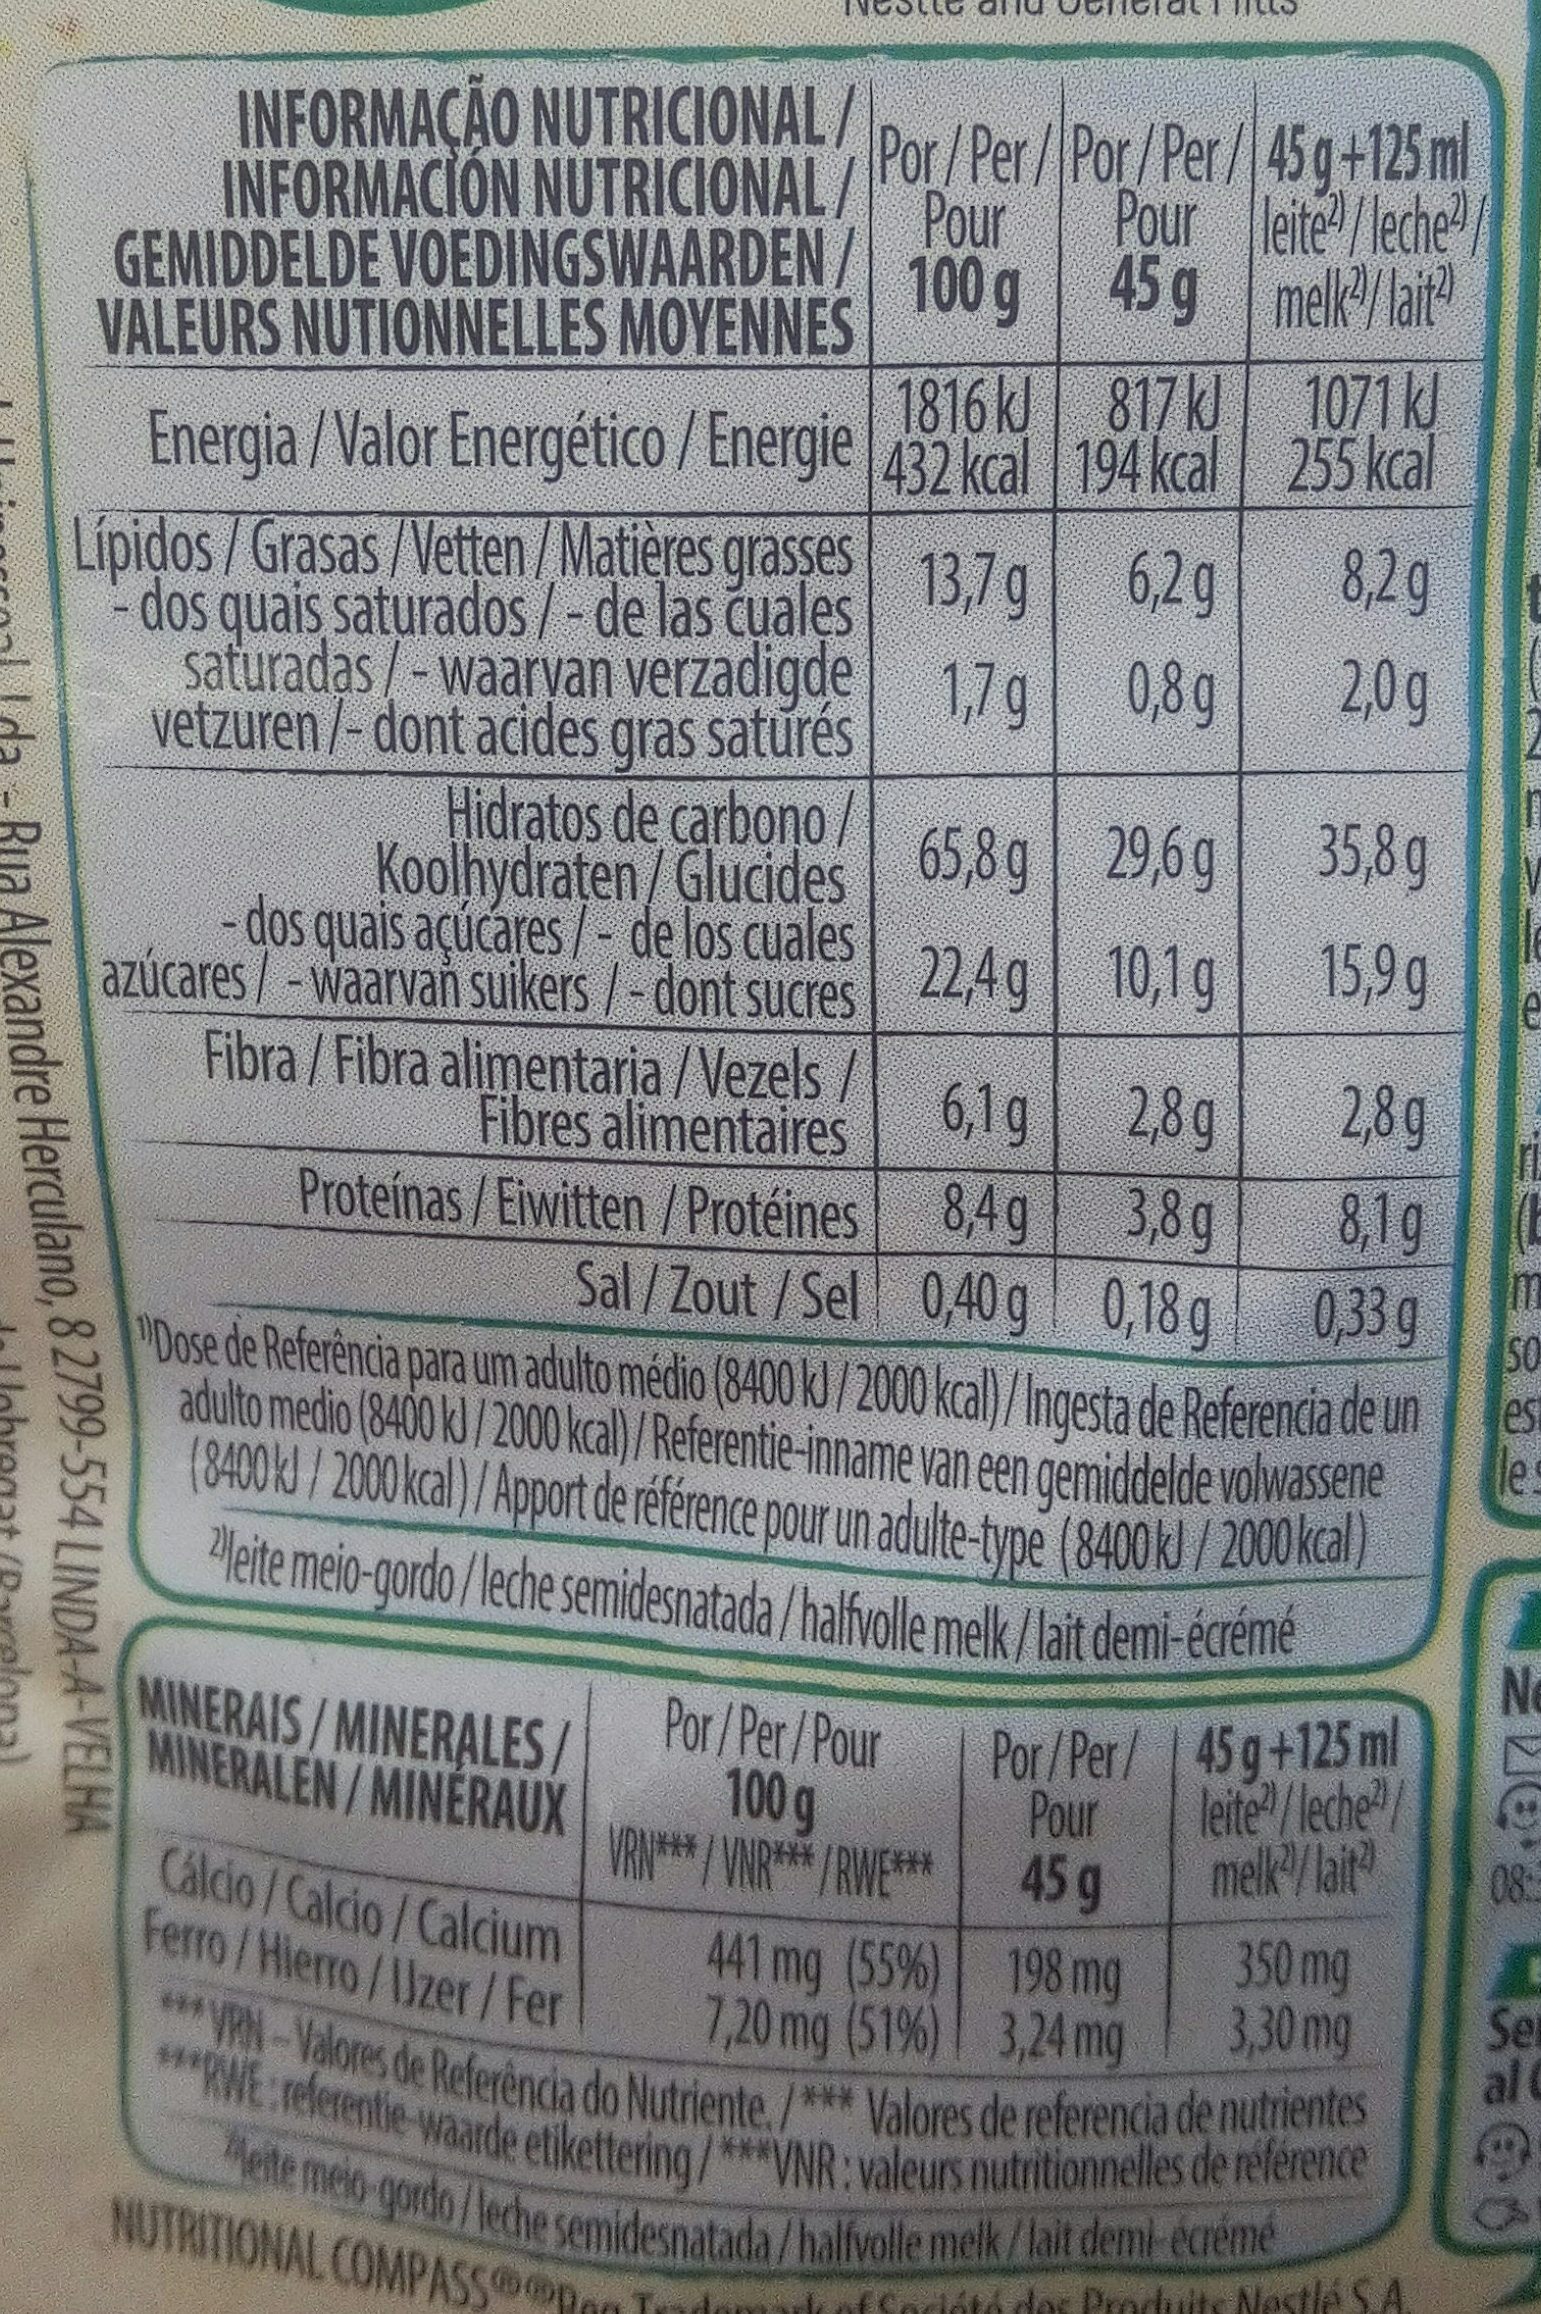 Nestlé and General Mills
INFORMAÇÃO NUTRICIONAL /
INFORMACIÓN NUTRICIONAL /
GEMIDDELDE VOEDINGSWAARDEN /
VALEURS NUTIONNELLES MOYENNES
Por / Per / Pour 100 g
Por / Per / Pour 45 g
45 g +125 ml leite²⁾ / leche²⁾ / melk²⁾ / lait²⁾
Energia / Valor Energético / Energie 1816 kJ 817 kJ 1071 kJ
432 kcal 194 kcal 255 kcal
Lípidos / Grasas / Vetten / Matières grasses 13,7 g 6,2 g 8,2 g
- dos quais saturados / - de las cuales
saturadas / - waarvan verzadigde 1,7 g 0,8 g 2,0 g
vetzuren /- dont acides gras saturés
Hidratos de carbono /
Koolhydraten / Glucides 65,8 g 29,6 g 35,8 g
- dos quais açúcares / - de los cuales
azúcares / - waarvan suikers / - dont sucres 22,4 g 10,1 g 15,9 g
Fibra / Fibra alimentaria / Vezels /
Fibres alimentaires 6,1 g 2,8 g 2,8 g
Proteínas / Eiwitten / Protéines 8,4 g 3,8 g 8,1 g
Sal / Zout / Sel 0,40 g 0,18 g 0,33 g
¹⁾Dose de Referência para um adulto médio (8400 kJ / 2000 kcal) / Ingesta de Referencia de un
adulto medio (8400 kJ / 2000 kcal) / Referentie-inname van een gemiddelde volwassene
(8400 kJ / 2000 kcal) / Apport de référence pour un adulte-type (8400 kJ / 2000 kcal)
²⁾leite meio-gordo / leche semidesnatada / halfvolle melk / lait demi-écrémé
MINERAIS / MINERALES /
MINERALEN / MINÉRAUX
Por / Per / Pour
100 g
VRN*** / VNR*** / RWE***
Por / Per /
Pour
45 g
45 g +125 ml
leite²⁾ / leche²⁾ /
melk²⁾ / lait²⁾
Cálcio / Calcio / Calcium 441 mg (55%) 198 mg 350 mg
Ferro / Hierro / IJzer / Fer 7,20 mg (51%) 3,24 mg 3,30 mg
***VRN – Valores de Referência do Nutriente. / *** Valores de referencia de nutrientes
***RWE : referentie-waarde etikettering / ***VNR : valeurs nutritionnelles de référence
²⁾leite meio-gordo / leche semidesnatada / halfvolle melk / lait demi-écrémé
NUTRITIONAL COMPASS
Société des Produits Nestlé S.A.
Lda - Rua Alexandre Herculano, 8 2799-554 LINDA-A-VELHA